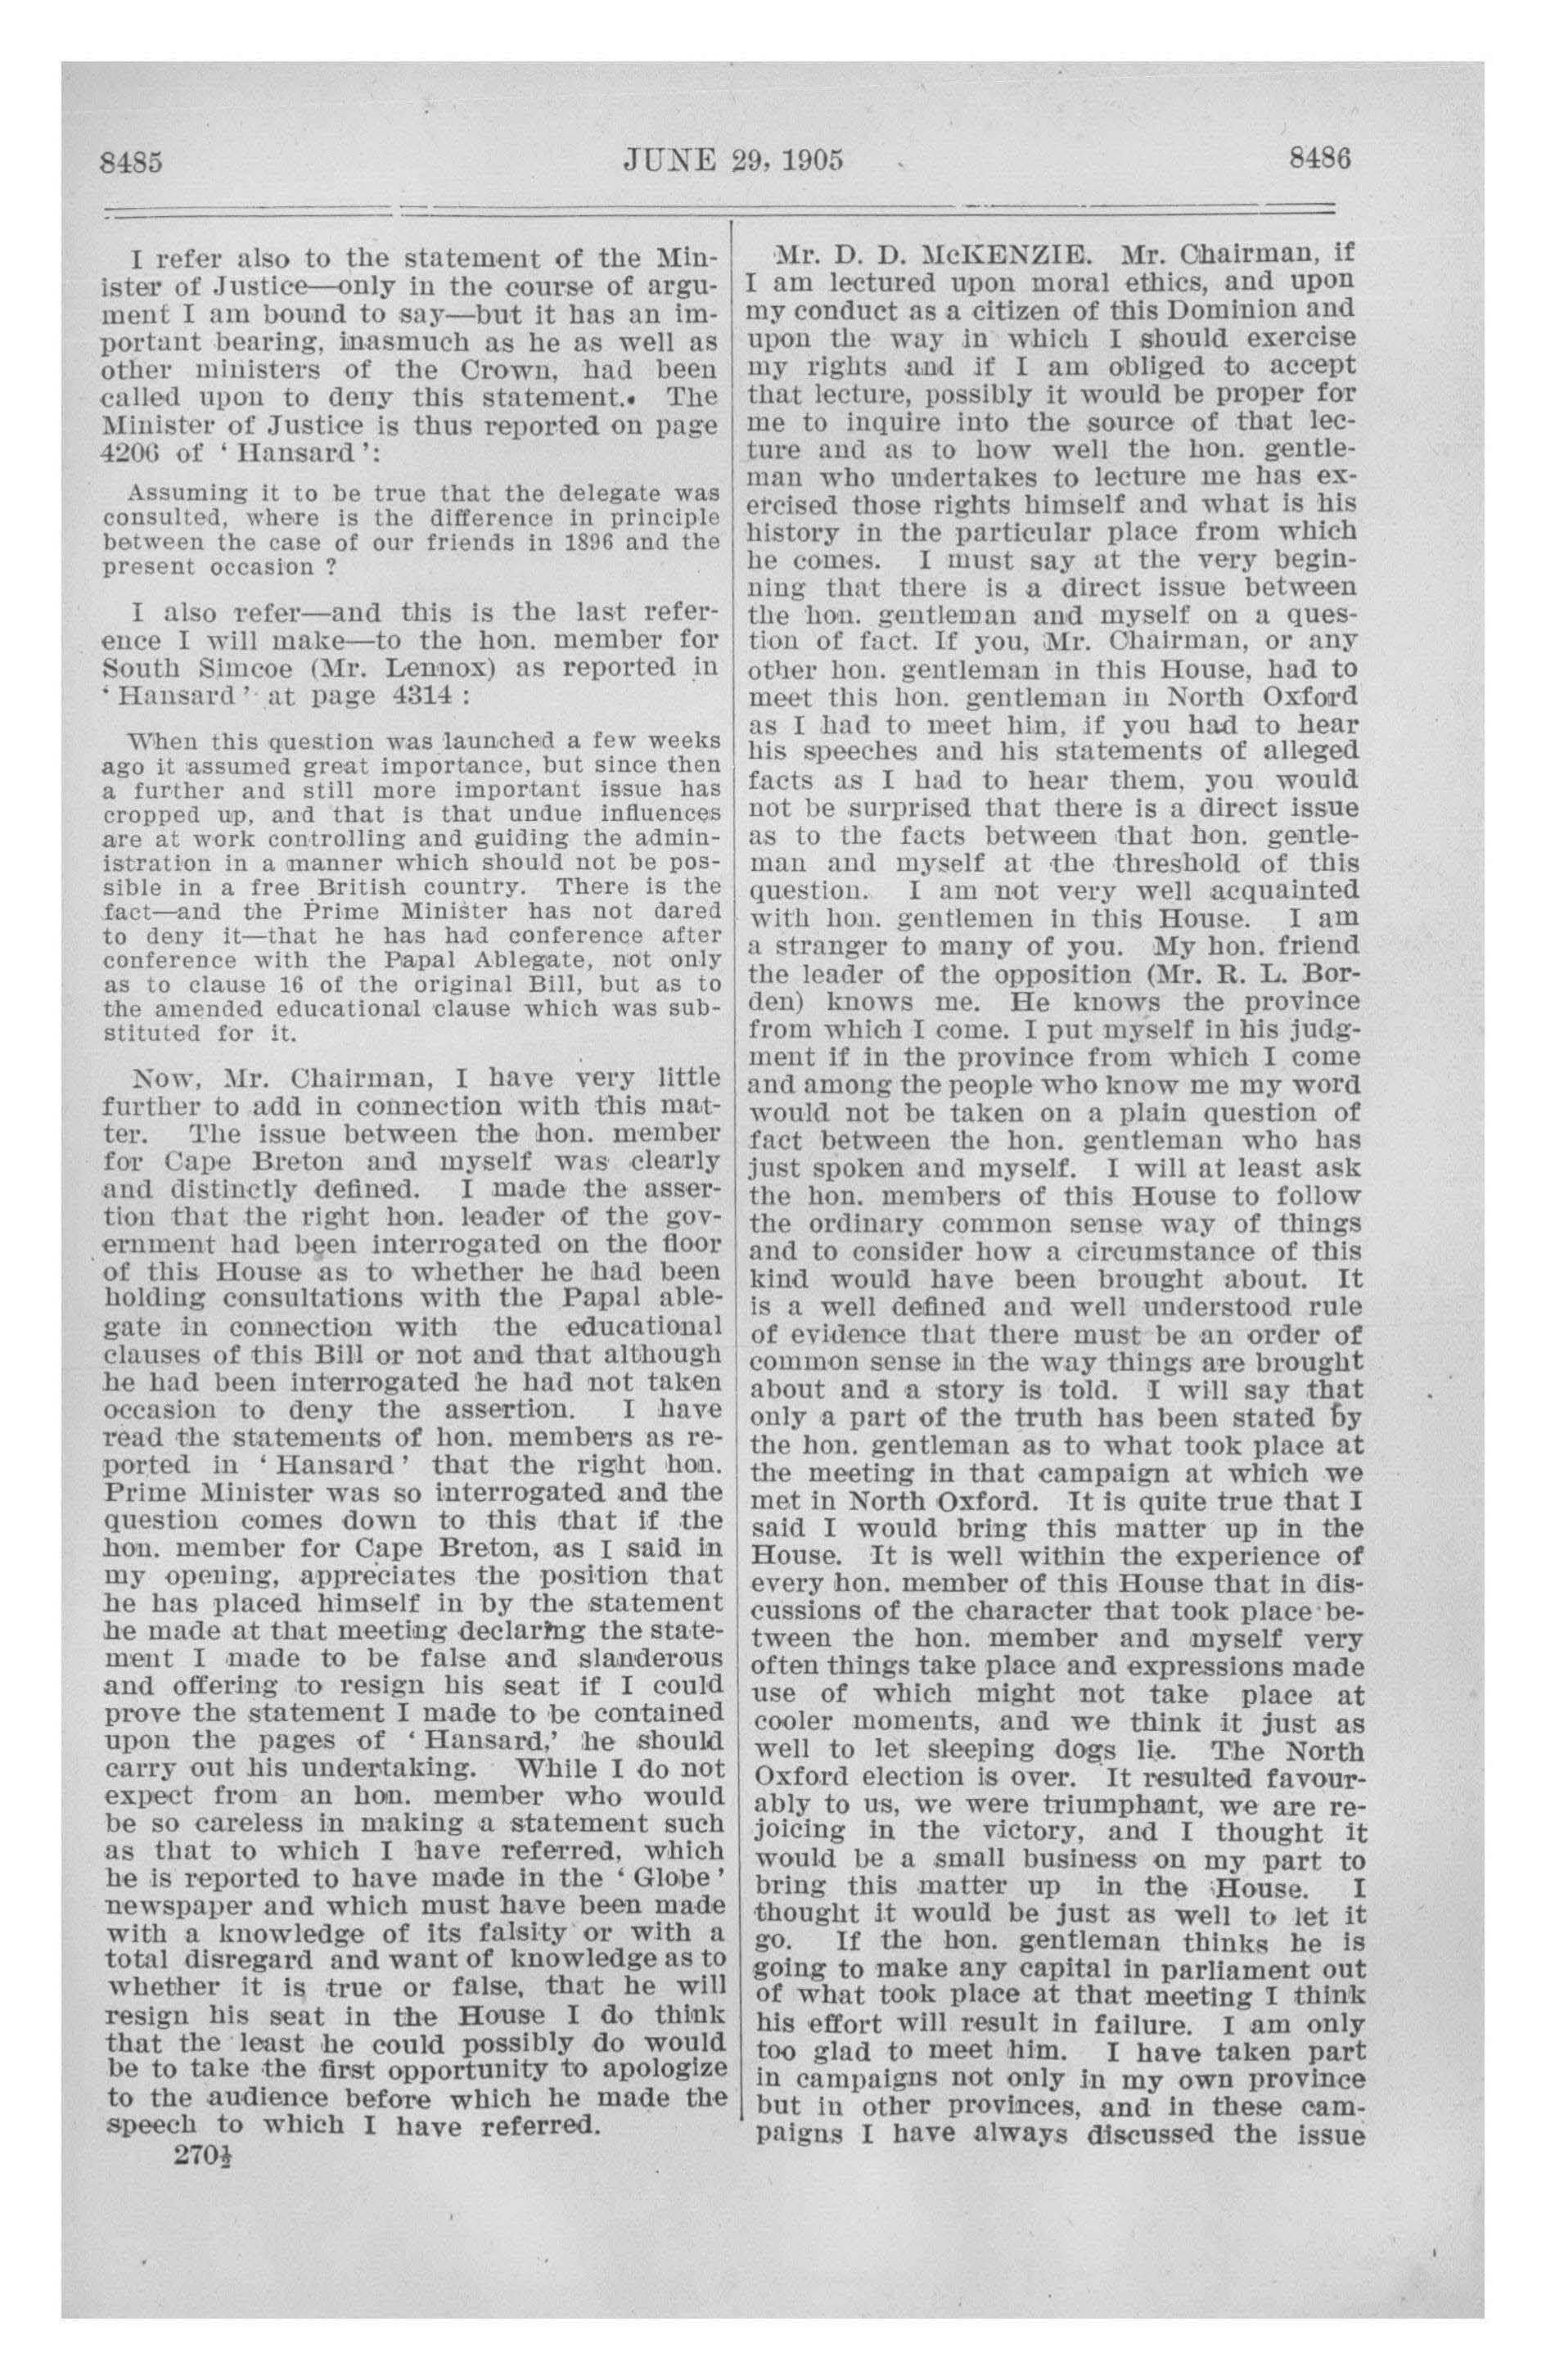 8485
JUNE 29, 1905
8486
I refer also to the statement of the Min-
ister of Justice—only in the course of argu-
ment I am bound to say—but it has an im-
portant bearing, inasmuch as he as well as
other ministers of the Crown, had been
called upon to deny this statement. The
Minister of Justice is thus reported on page
4206 of ' Hansard ':
Assuming it to be true that the delegate was
consulted, where is the difference in principle
between the case of our friends in 1896 and the
present occasion ?
I also refer—and this is the last refer-
ence I will make—to the hon. member for
South Simcoe (Mr. Lennox) as reported in
' Hansard ' at page 4314 :
When this question was launched a few weeks
ago it assumed great importance, but since then
a further and still more important issue has
cropped up, and that is that undue influences
are at work controlling and guiding the admin-
istration in a manner which should not be pos-
sible in a free British country. There is the
fact—and the Prime Minister has not dared
to deny it—that he has had conference after
conference with the Papal Ablegate, not only
as to clause 16 of the original Bill, but as to
the amended educational clause which was sub-
stituted for it.
Now, Mr. Chairman, I have very little
further to add in connection with this mat-
ter. The issue between the hon. member
for Cape Breton and myself was clearly
and distinctly defined. I made the asser-
tion that the right hon. leader of the gov-
ernment had been interrogated on the floor
of this House as to whether he had been
holding consultations with the Papal able-
gate in connection with the educational
clauses of this Bill or not and that although
he had been interrogated he had not taken
occasion to deny the assertion. I have
read the statements of hon. members as re-
ported in ' Hansard ' that the right hon.
Prime Minister was so interrogated and the
question comes down to this that if the
hon. member for Cape Breton, as I said in
my opening, appreciates the position that
he has placed himself in by the statement
he made at that meeting declaring the state-
ment I made to be false and slanderous
and offering to resign his seat if I could
prove the statement I made to be contained
upon the pages of ' Hansard,' he should
carry out his undertaking. While I do not
expect from an hon. member who would
be so careless in making a statement such
as that to which I have referred, which
he is reported to have made in the ' Globe '
newspaper and which must have been made
with a knowledge of its falsity or with a
total disregard and want of knowledge as to
whether it is true or false, that he will
resign his seat in the House I do think
that the least he could possibly do would
be to take the first opportunity to apologize
to the audience before which he made the
speech to which I have referred.
270½
Mr. D. D. McKENZIE. Mr. Chairman, if
I am lectured upon moral ethics, and upon
my conduct as a citizen of this Dominion and
upon the way in which I should exercise
my rights and if I am obliged to accept
that lecture, possibly it would be proper for
me to inquire into the source of that lec-
ture and as to how well the hon. gentle-
man who undertakes to lecture me has ex-
ercised those rights himself and what is his
history in the particular place from which
he comes. I must say at the very begin-
ning that there is a direct issue between
the hon. gentleman and myself on a ques-
tion of fact. If you, Mr. Chairman, or any
other hon. gentleman in this House, had to
meet this hon. gentleman in North Oxford
as I had to meet him, if you had to hear
his speeches and his statements of alleged
facts as I had to hear them, you would
not be surprised that there is a direct issue
as to the facts between that hon. gentle-
man and myself at the threshold of this
question. I am not very well acquainted
with hon. gentlemen in this House. I am
a stranger to many of you. My hon. friend
the leader of the opposition (Mr. R. L. Bor-
den) knows me. He knows the province
from which I come. I put myself in his judg-
ment if in the province from which I come
and among the people who know me my word
would not be taken on a plain question of
fact between the hon. gentleman who has
just spoken and myself. I will at least ask
the hon. members of this House to follow
the ordinary common sense way of things
and to consider how a circumstance of this
kind would have been brought about. It
is a well defined and well understood rule
of evidence that there must be an order of
common sense in the way things are brought
about and a story is told. I will say that
only a part of the truth has been stated by
the hon. gentleman as to what took place at
the meeting in that campaign at which we
met in North Oxford. It is quite true that I
said I would bring this matter up in the
House. It is well within the experience of
every hon. member of this House that in dis-
cussions of the character that took place be-
tween the hon. member and myself very
often things take place and expressions made
use of which might not take place at
cooler moments, and we think it just as
well to let sleeping dogs lie. The North
Oxford election is over. It resulted favour-
ably to us, we were triumphant, we are re-
joicing in the victory, and I thought it
would be a small business on my part to
bring this matter up in the House. I
thought it would be just as well to let it
go. If the hon. gentleman thinks he is
going to make any capital in parliament out
of what took place at that meeting I think
his effort will result in failure. I am only
too glad to meet him. I have taken part
in campaigns not only in my own province
but in other provinces, and in these cam-
paigns I have always discussed the issue